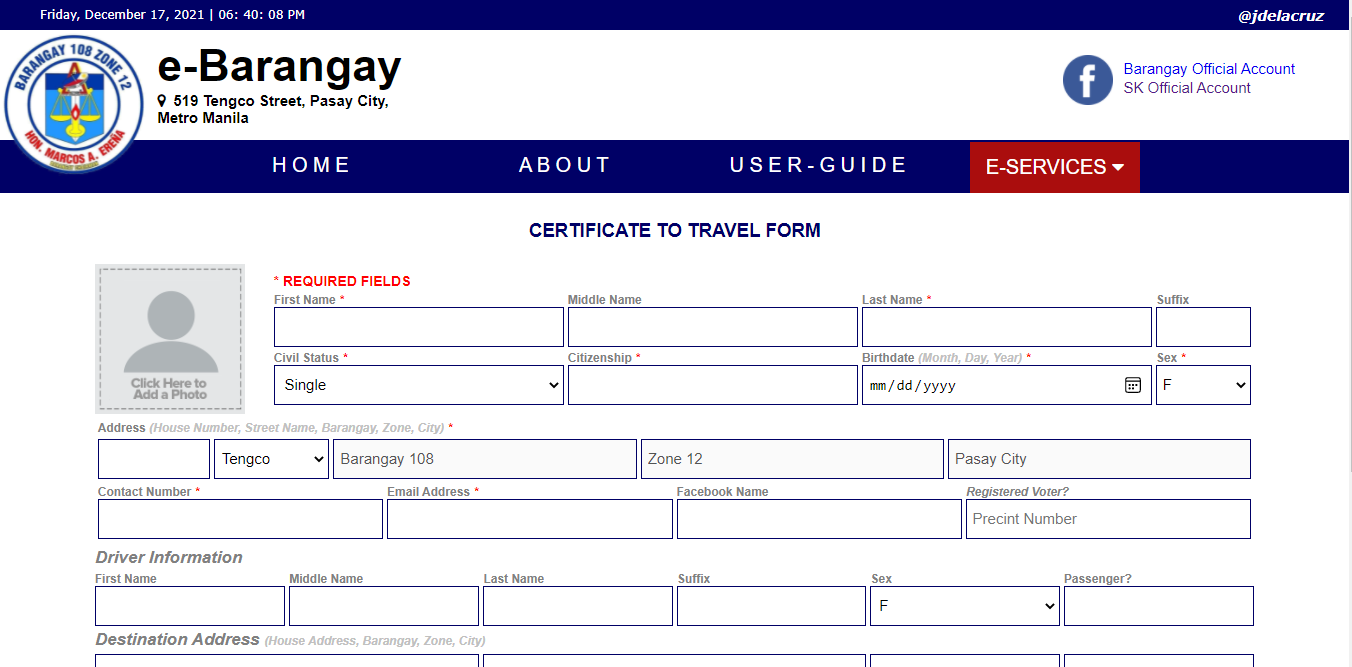 Friday, December 17, 2021 | 06: 40: 08 PM
@jdelacruz
BARANGAY 108 ZONE 12
HON. MARCOS A. EREÑA
e-Barangay
519 Tengco Street, Pasay City,
Metro Manila
f
Barangay Official Account
SK Official Account
HOME ABOUT USER-GUIDE E-SERVICES
CERTIFICATE TO TRAVEL FORM
Click Here to
Add a Photo
* REQUIRED FIELDS
First Name * Middle Name Last Name * Suffix
Civil Status * Citizenship * Birthdate (Month, Day, Year) * Sex *
Single mm/dd/yyyy F
Address (House Number, Street Name, Barangay, Zone, City) *
Tengco Barangay 108 Zone 12 Pasay City
Contact Number * Email Address * Facebook Name Registered Voter?
Precint Number
Driver Information
First Name Middle Name Last Name Suffix Sex Passenger?
F
Destination Address (House Address, Barangay, Zone, City)